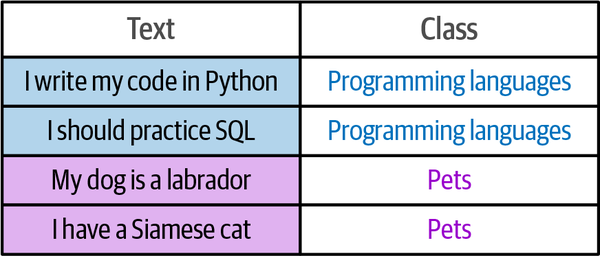 Text Class
I write my code in Python Programming languages
I should practice SQL Programming languages
My dog is a labrador Pets
I have a Siamese cat Pets